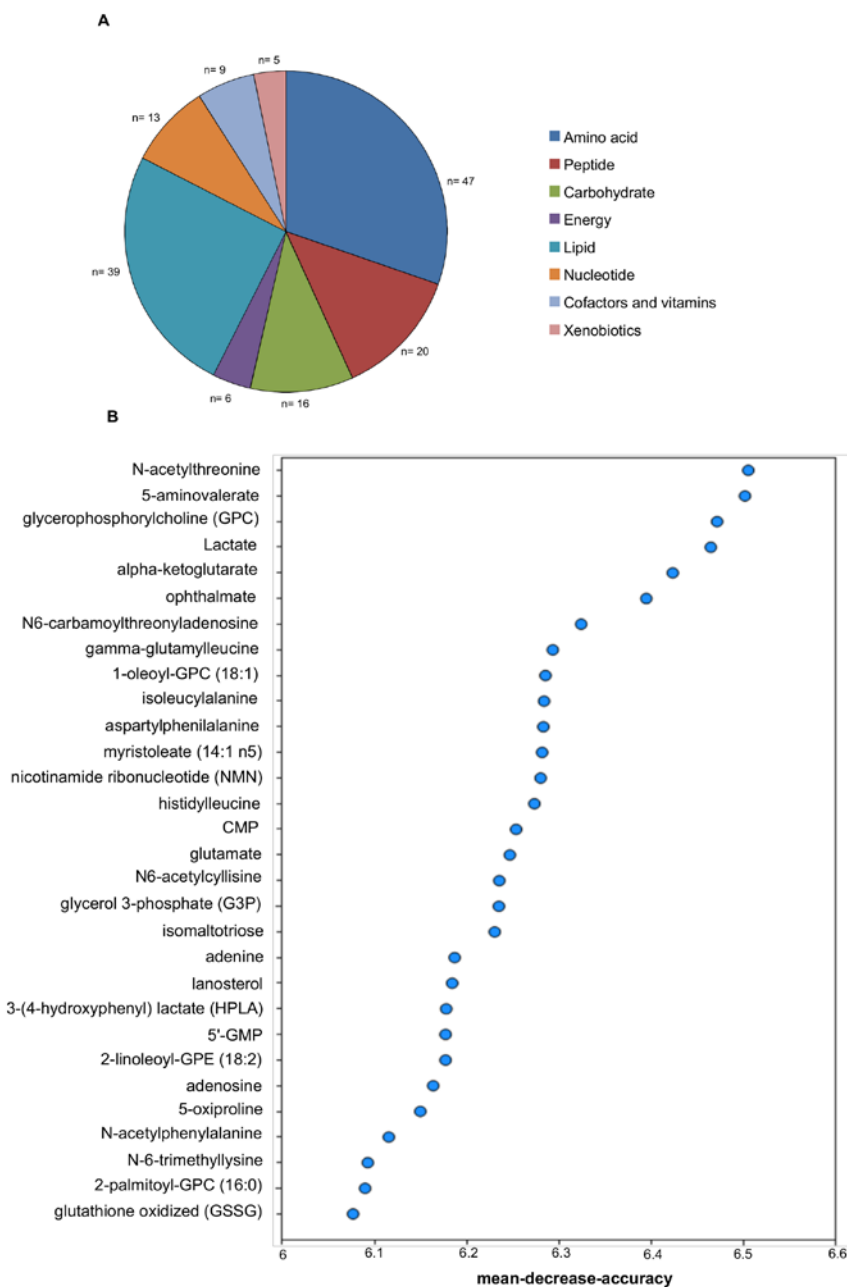 A
n= 5
n= 9
n= 13
n= 47
n= 39
n= 20
n= 6
n= 16
Amino acid
Peptide
Carbohydrate
Energy
Lipid
Nucleotide
Cofactors and vitamins
Xenobiotics
B
N-acetylthreonine
5-aminovalerate
glycerophosphorylcholine (GPC)
Lactate
alpha-ketoglutarate
ophthalmate
N6-carbamoylthreonyladenosine
gamma-glutamylleucine
1-oleoyl-GPC (18:1)
isoleucylalanine
aspartylphenilalanine
myristoleate (14:1 n5)
nicotinamide ribonucleotide (NMN)
histidylleucine
CMP
glutamate
N6-acetylcyllisine
glycerol 3-phosphate (G3P)
isomaltotriose
adenine
lanosterol
3-(4-hydroxyphenyl) lactate (HPLA)
5'-GMP
2-linoleoyl-GPE (18:2)
adenosine
5-oxiproline
N-acetylphenylalanine
N-6-trimethyllysine
2-palmitoyl-GPC (16:0)
glutathione oxidized (GSSG)
6 6.1 6.2 6.3 6.4 6.5 6.6
mean-decrease-accuracy